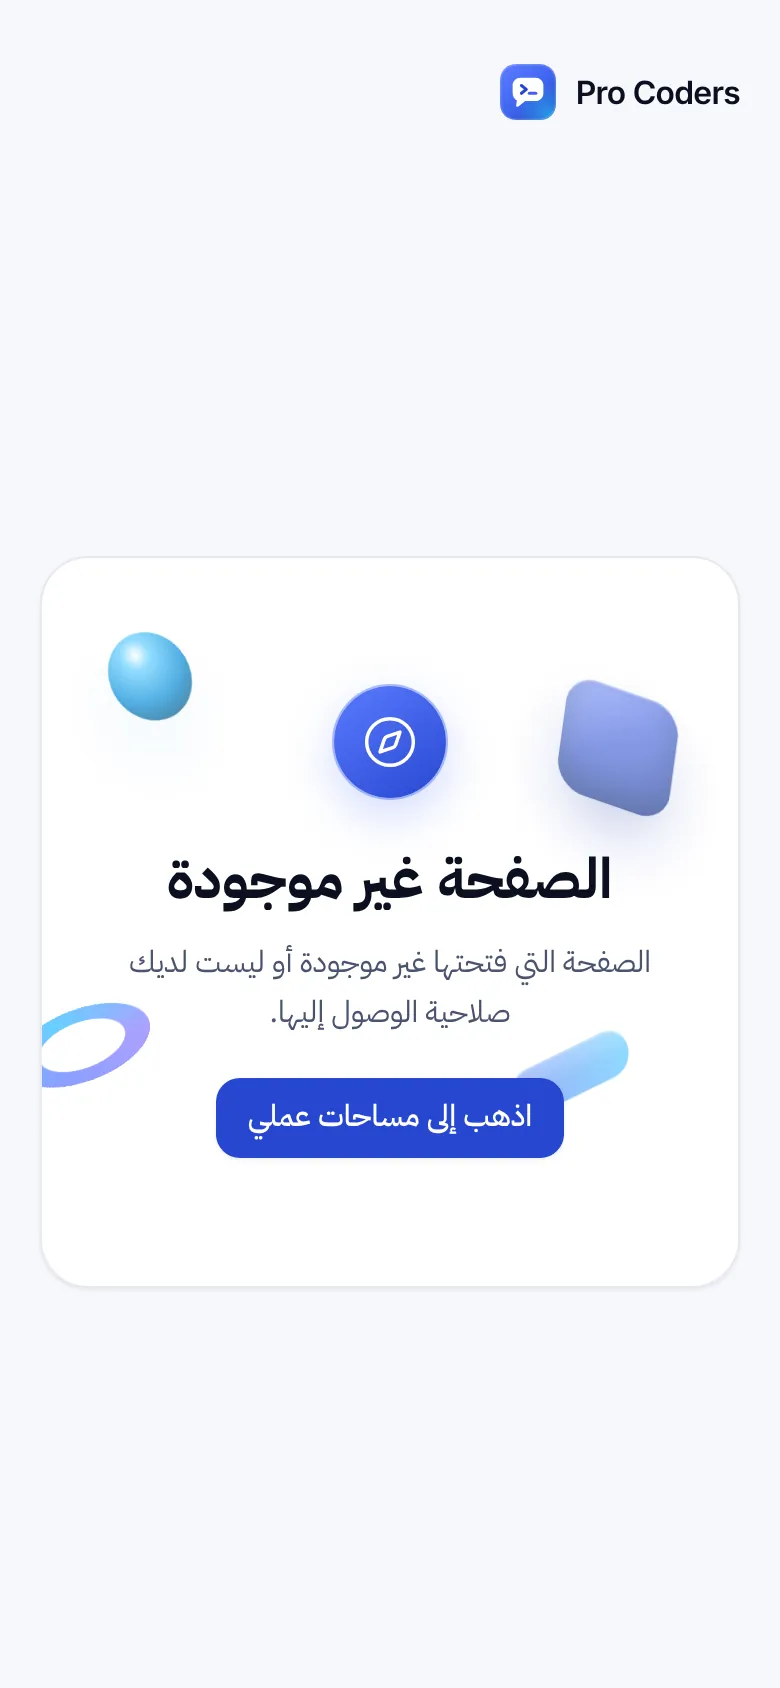 Pro Coders
الصفحة غير موجودة
الصفحة التي فتحتها غير موجودة أو ليست لديك
صلاحية الوصول إليها.
اذهب إلى مساحات عملي